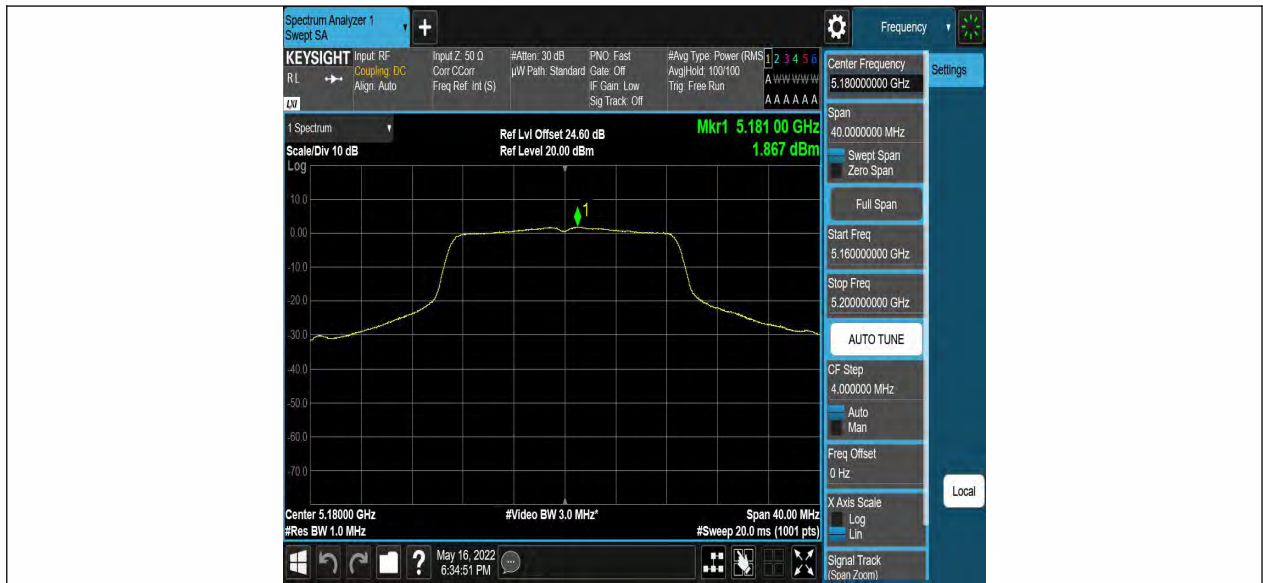 Spectrum Analyzer 1
Swept SA
+
Frequency
KEYSIGHT
RL
LXI
Input: RF
Coupling: DC
Align: Auto
Input Z: 50 Ω
Corr CCorr
Freq Ref: Int (S)
#Atten: 30 dB
µW Path: Standard
PNO: Fast
Gate: Off
IF Gain: Low
Sig Track: Off
#Avg Type: Power (RMS
Avg|Hold: 100/100
Trig: Free Run
1 2 3 4 5 6
A W W W W W
A A A A A A
1 Spectrum
Scale/Div 10 dB
Log
Ref Lvl Offset 24.60 dB
Ref Level 20.00 dBm
Mkr1 5.181 00 GHz
1.867 dBm
1
10.0
0.00
-10.0
-20.0
-30.0
-40.0
-50.0
-60.0
-70.0
Center 5.18000 GHz
#Res BW 1.0 MHz
#Video BW 3.0 MHz*
Span 40.00 MHz
#Sweep 20.0 ms (1001 pts)
?
May 16, 2022
6:34:51 PM
Center Frequency
5.180000000 GHz
Span
40.0000000 MHz
Swept Span
Zero Span
Full Span
Start Freq
5.160000000 GHz
Stop Freq
5.200000000 GHz
AUTO TUNE
CF Step
4.000000 MHz
Auto
Man
Freq Offset
0 Hz
X Axis Scale
Log
Lin
Signal Track
(Span Zoom)
Settings
Local